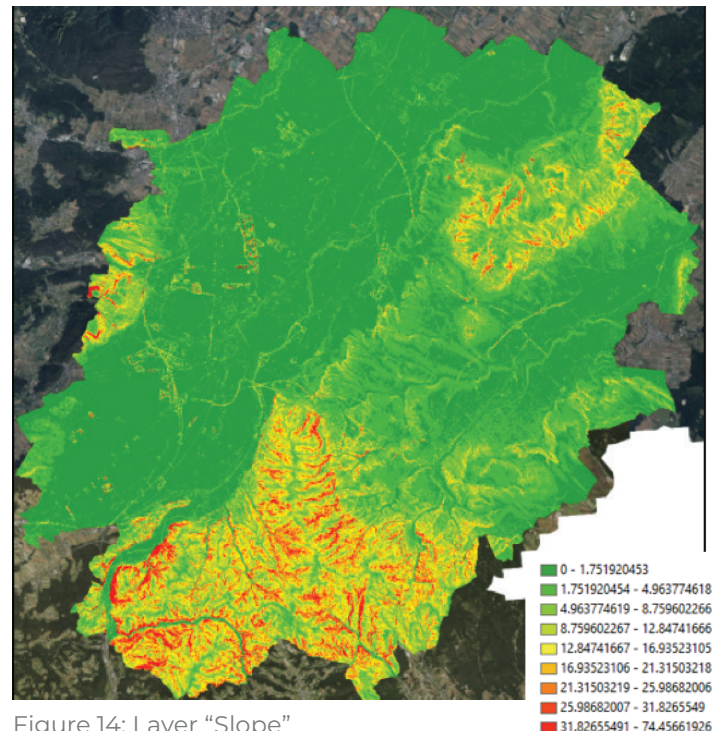 0 - 1.751920453
1.751920454 - 4.963774618
4.963774619 - 8.759602266
8.759602267 - 12.84741666
12.84741667 - 16.93523105
16.93523106 - 21.31503218
21.31503219 - 25.98682006
25.98682007 - 31.8265549
31.82655491 - 74.45661926
Figure 14: Layer “Slope”